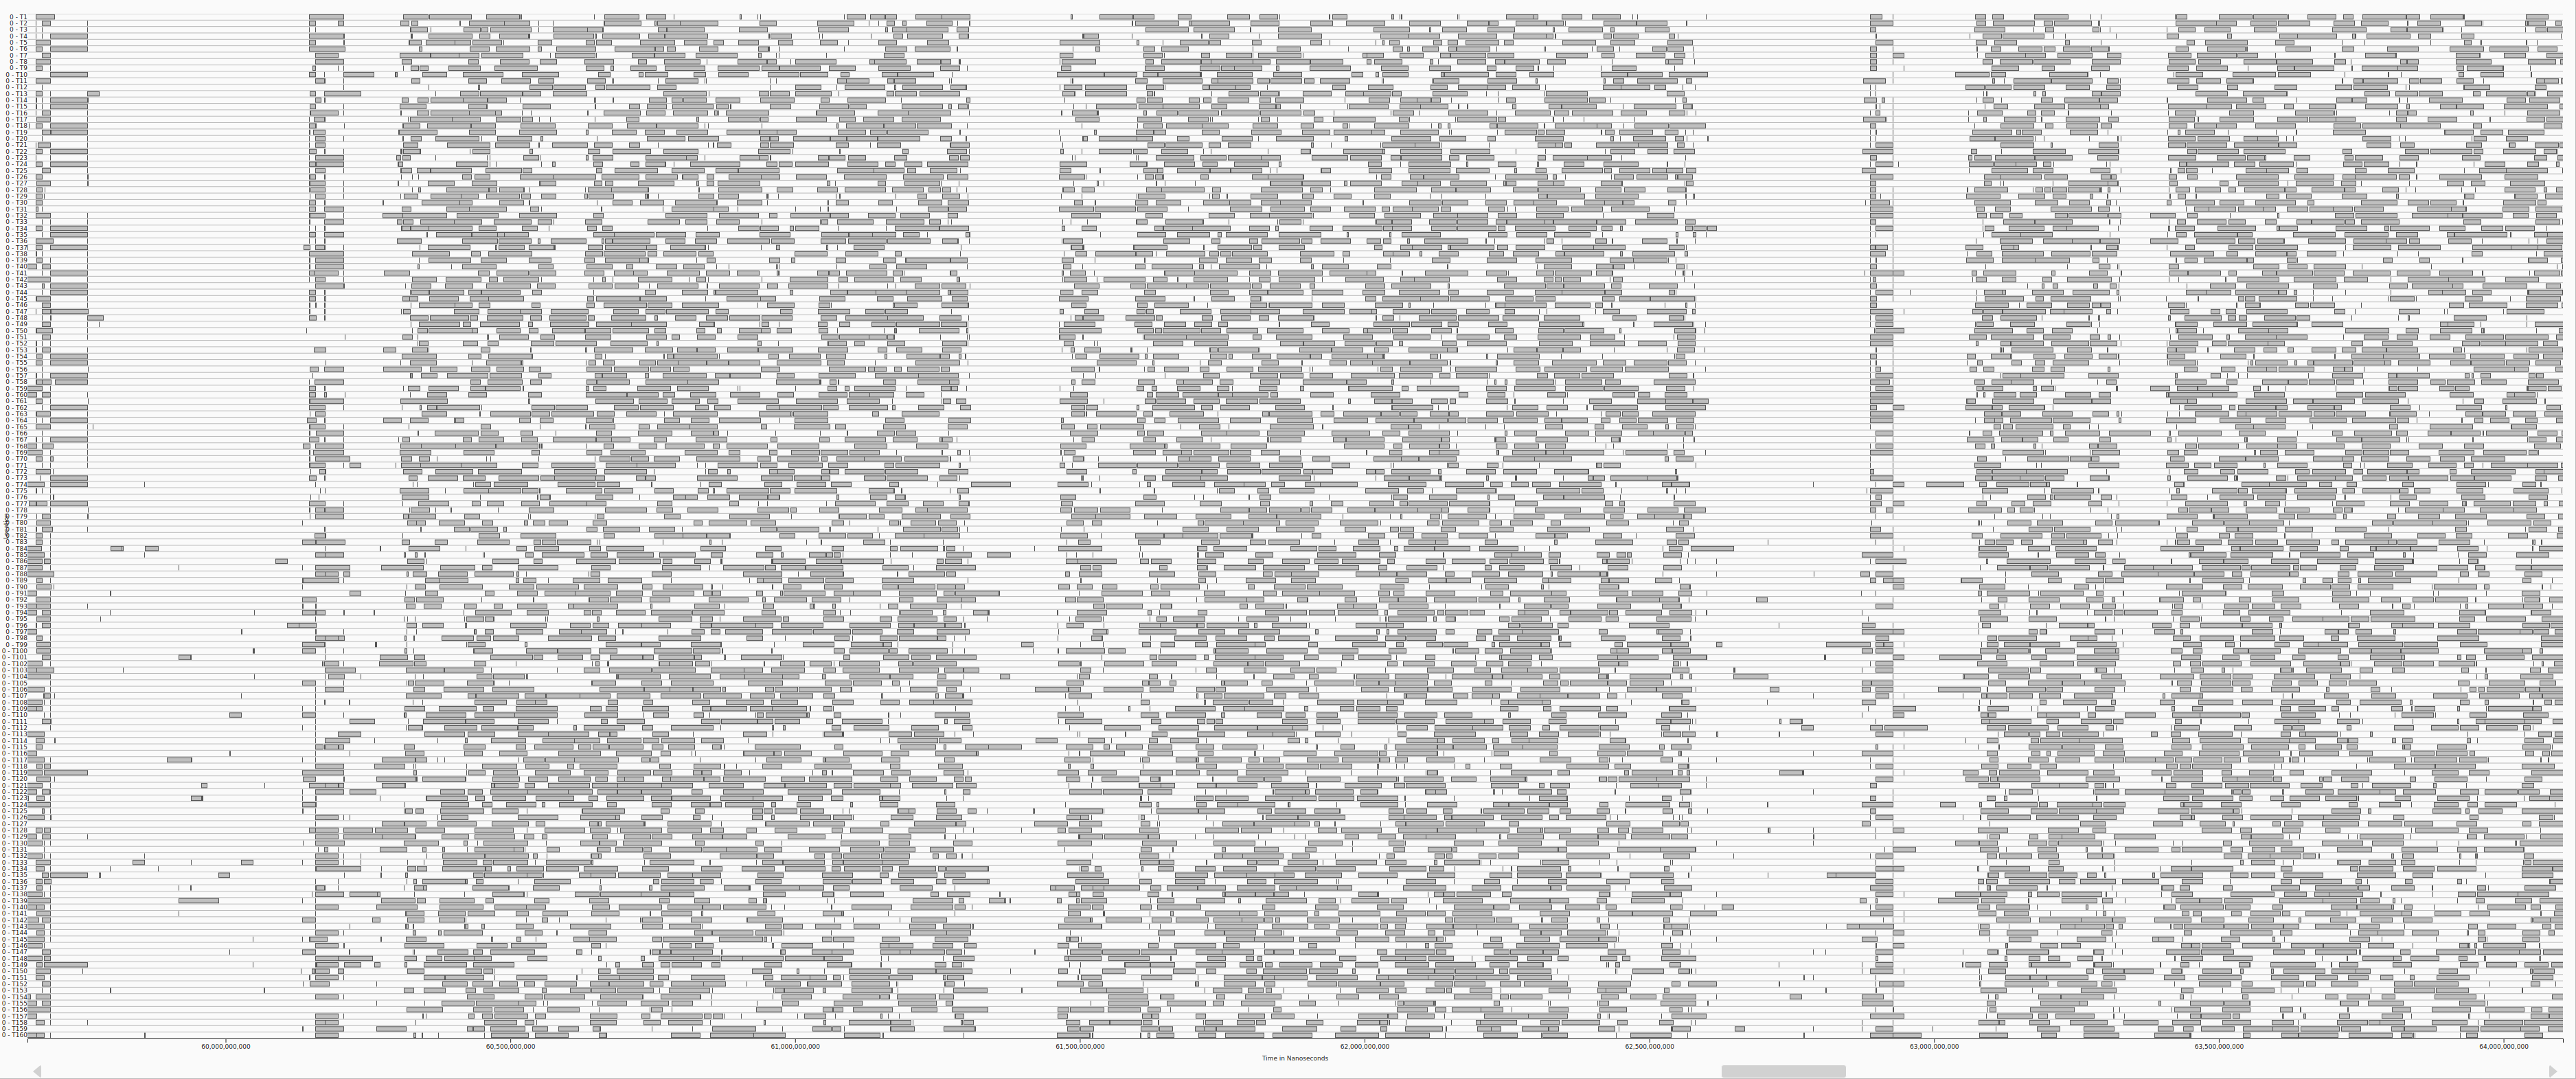 0 - T1
0 - T2
0 - T3
0 - T4
0 - T5
0 - T6
0 - T7
0 - T8
0 - T9
0 - T10
0 - T11
0 - T12
0 - T13
0 - T14
0 - T15
0 - T16
0 - T17
0 - T18
0 - T19
0 - T20
0 - T21
0 - T22
0 - T23
0 - T24
0 - T25
0 - T26
0 - T27
0 - T28
0 - T29
0 - T30
0 - T31
0 - T32
0 - T33
0 - T34
0 - T35
0 - T36
0 - T37
0 - T38
0 - T39
0 - T40
0 - T41
0 - T42
0 - T43
0 - T44
0 - T45
0 - T46
0 - T47
0 - T48
0 - T49
0 - T50
0 - T51
0 - T52
0 - T53
0 - T54
0 - T55
0 - T56
0 - T57
0 - T58
0 - T59
0 - T60
0 - T61
0 - T62
0 - T63
0 - T64
0 - T65
0 - T66
0 - T67
0 - T68
0 - T69
0 - T70
0 - T71
0 - T72
0 - T73
0 - T74
0 - T75
0 - T76
0 - T77
0 - T78
0 - T79
0 - T80
0 - T81
0 - T82
0 - T83
0 - T84
0 - T85
0 - T86
0 - T87
0 - T88
0 - T89
0 - T90
0 - T91
0 - T92
0 - T93
0 - T94
0 - T95
0 - T96
0 - T97
0 - T98
0 - T99
0 - T100
0 - T101
0 - T102
0 - T103
0 - T104
0 - T105
0 - T106
0 - T107
0 - T108
0 - T109
0 - T110
0 - T111
0 - T112
0 - T113
0 - T114
0 - T115
0 - T116
0 - T117
0 - T118
0 - T119
0 - T120
0 - T121
0 - T122
0 - T123
0 - T124
0 - T125
0 - T126
0 - T127
0 - T128
0 - T129
0 - T130
0 - T131
0 - T132
0 - T133
0 - T134
0 - T135
0 - T136
0 - T137
0 - T138
0 - T139
0 - T140
0 - T141
0 - T142
0 - T143
0 - T144
0 - T145
0 - T146
0 - T147
0 - T148
0 - T149
0 - T150
0 - T151
0 - T152
0 - T153
0 - T154
0 - T155
0 - T156
0 - T157
0 - T158
0 - T159
0 - T160
60,000,000,000 60,500,000,000 61,000,000,000 61,500,000,000 62,000,000,000 62,500,000,000 63,000,000,000 63,500,000,000 64,000,000,000
Time in Nanoseconds